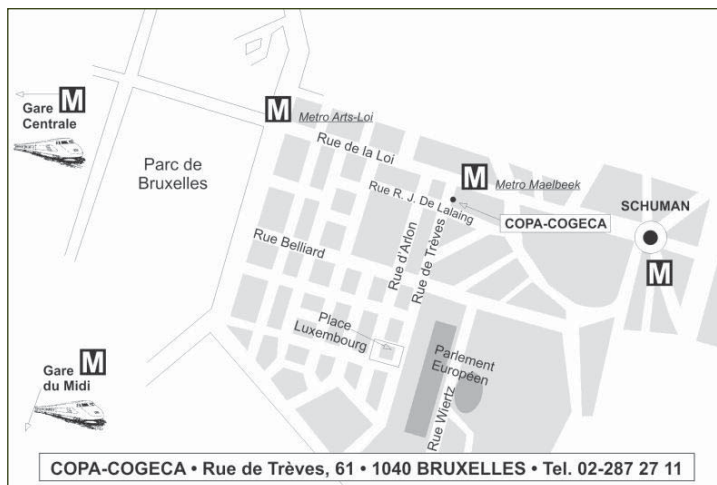 M
Gare
Centrale
M
Metro Arts-Loi
Parc de
Bruxelles
Rue de la Loi
M
Metro Maelbeek
Rue R. J. De Lalaing
COPA-COGECA
SCHUMAN
M
Rue Belliard
Rue d'Arlon
Rue de Trèves
Place
Luxembourg
Parlement
Européen
Rue Wiertz
Gare
du Midi
M
COPA-COGECA • Rue de Trèves, 61 • 1040 BRUXELLES • Tel. 02-287 27 11